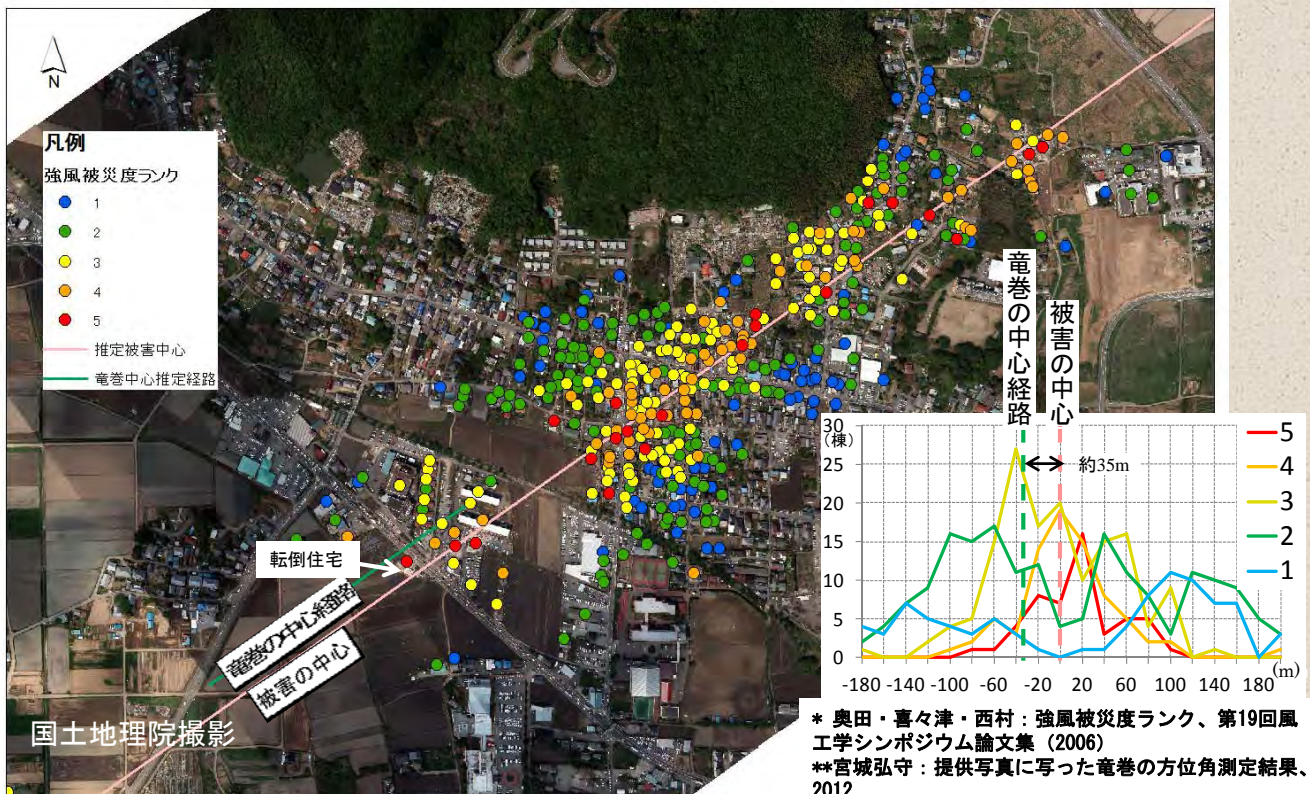 N
凡例
強風被災度ランク
1
2
3
4
5
推定被害中心
竜巻中心推定経路
転倒住宅
竜巻の中心経路
被害の中心
国土地理院撮影
竜巻の中心経路
被害の中心
約35m
(棟)
30
25
20
15
10
5
0
-180 -140 -100 -60 -20 20 60 100 140 180
(m)
5
4
3
2
1
* 奥田・喜々津・西村：強風被災度ランク、第19回風
工学シンポジウム論文集（2006）
**宮城弘守：提供写真に写った竜巻の方位角測定結果、
2012